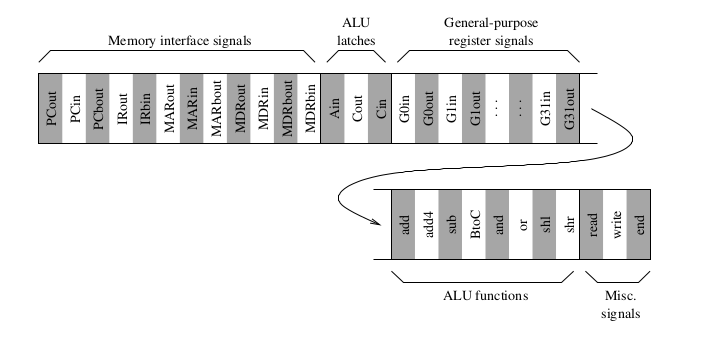 ALU
latches
General-purpose
register signals
Memory interface signals
PCout
PCin
PCbout
IRout
IRbin
MARout
MARin
MARbout
MDRout
MDRin
MDRbout
MDRbin
Ain
Cout
Cin
G0in
G0out
G1in
G1out
. . .
. . .
G31in
G31out
add
add4
sub
BtoC
and
or
shl
shr
read
write
end
ALU functions
Misc.
signals